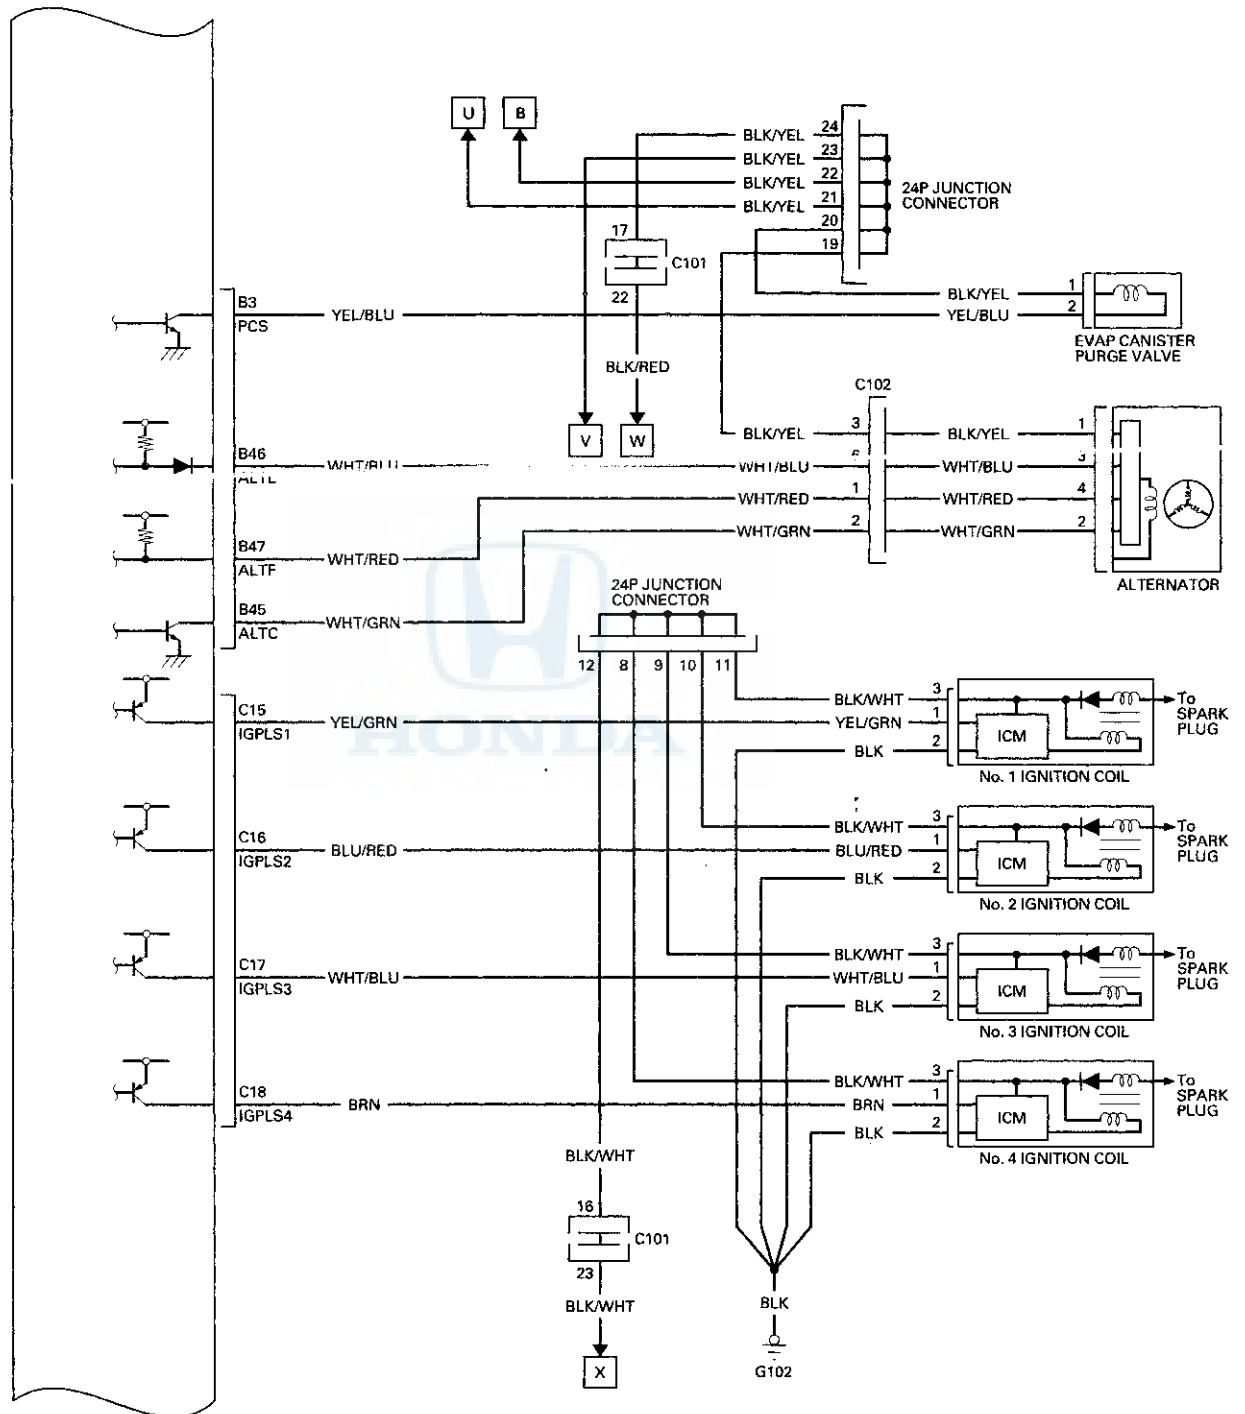 U B
BLK/YEL 24
BLK/YEL 23
BLK/YEL 22
BLK/YEL 21
20
19
24P JUNCTION
CONNECTOR
17
C101
22
BLK/RED
V W
B3
PCS
YEL/BLU
BLK/YEL 1
YEL/BLU 2
EVAP CANISTER
PURGE VALVE
C102
BLK/YEL 3 BLK/YEL 1
B46
ALTL
WHT/BLU WHT/BLU WHT/BLU 3
WHT/RED 1 WHT/RED 4
WHT/GRN 2 WHT/GRN 2
ALTERNATOR
B47
ALTF
WHT/RED
B45
ALTC
WHT/GRN
24P JUNCTION
CONNECTOR
12 8 9 10 11
HONDA
BLK/WHT 3
C15
IGPLS1
YEL/GRN YEL/GRN 1
BLK 2
ICM
To
SPARK
PLUG
No. 1 IGNITION COIL
BLK/WHT 3
C16
IGPLS2
BLU/RED BLU/RED 1
BLK 2
ICM
To
SPARK
PLUG
No. 2 IGNITION COIL
BLK/WHT 3
C17
IGPLS3
WHT/BLU WHT/BLU 1
BLK 2
ICM
To
SPARK
PLUG
No. 3 IGNITION COIL
BLK/WHT 3
C18
IGPLS4
BRN BRN 1
BLK 2
ICM
To
SPARK
PLUG
No. 4 IGNITION COIL
BLK/WHT
16
C101
23
BLK/WHT
X
BLK
G102